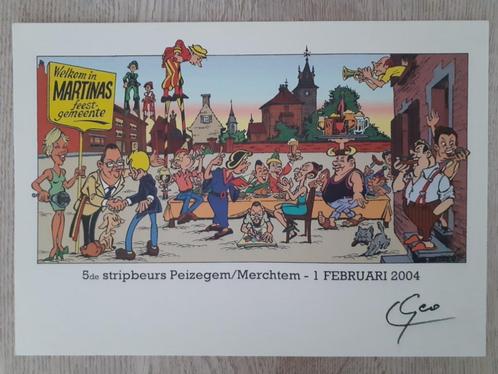 Welkom in
MARTINAS
feest-
gemeente
5de stripbeurs Peizegem/Merchtem - 1 FEBRUARI 2004
Geo